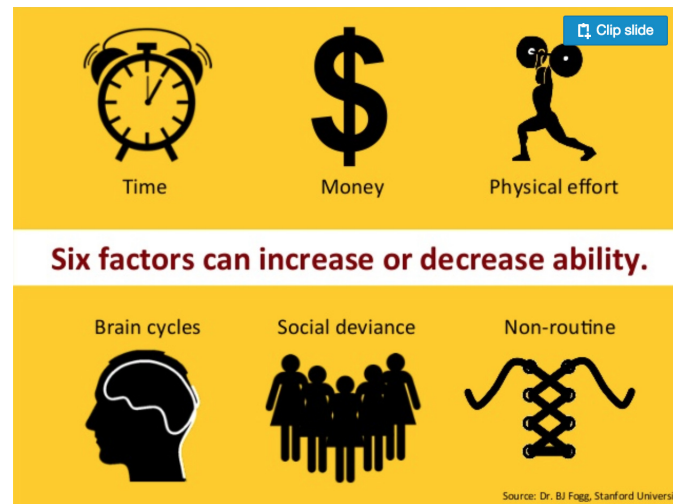 Clip slide
Time Money Physical effort
Six factors can increase or decrease ability.
Brain cycles Social deviance Non-routine
Source: Dr. BJ Fogg, Stanford Universi